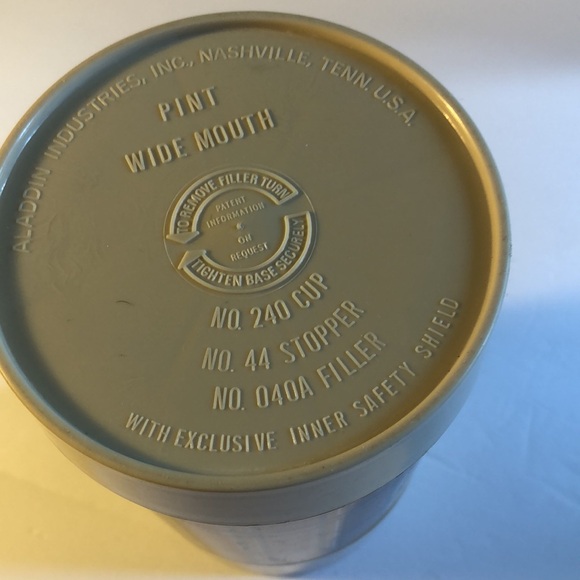 ALADDIN INDUSTRIES, INC., NASHVILLE, TENN. U.S.A.
PINT
WIDE MOUTH
TO REMOVE FILLER TURN
PATENT
INFORMATION
ON
REQUEST
TIGHTEN BASE SECURELY
NO. 240 CUP
NO. 44 STOPPER
NO. 040A FILLER
WITH EXCLUSIVE INNER SAFETY SHIELD